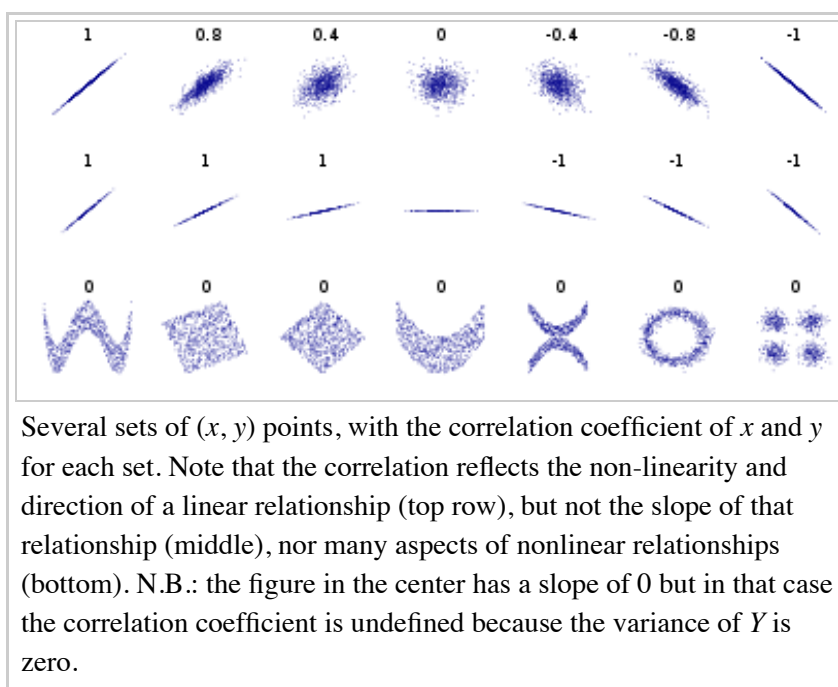 1 0.8 0.4 0 -0.4 -0.8 -1
1 1 1 -1 -1 -1
0 0 0 0 0 0 0
Several sets of (x, y) points, with the correlation coefficient of x and y
for each set. Note that the correlation reflects the non-linearity and
direction of a linear relationship (top row), but not the slope of that
relationship (middle), nor many aspects of nonlinear relationships
(bottom). N.B.: the figure in the center has a slope of 0 but in that case
the correlation coefficient is undefined because the variance of Y is
zero.